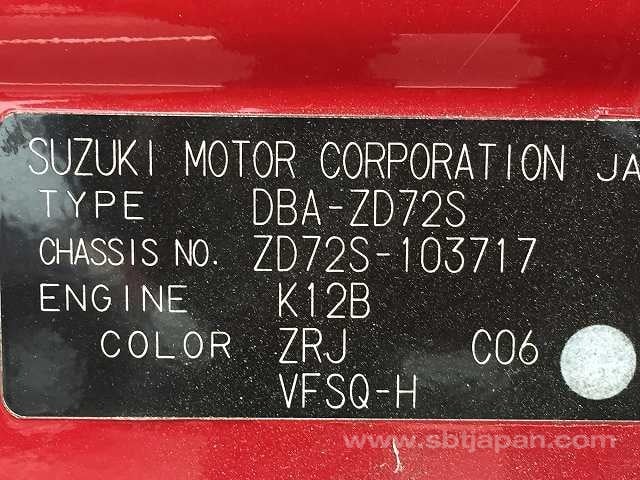 SUZUKI MOTOR CORPORATION JA
TYPE DBA-ZD72S
CHASSIS NO. ZD72S-103717
ENGINE K12B
COLOR ZRJ C06
VFSQ-H
www.sbtjapan.com